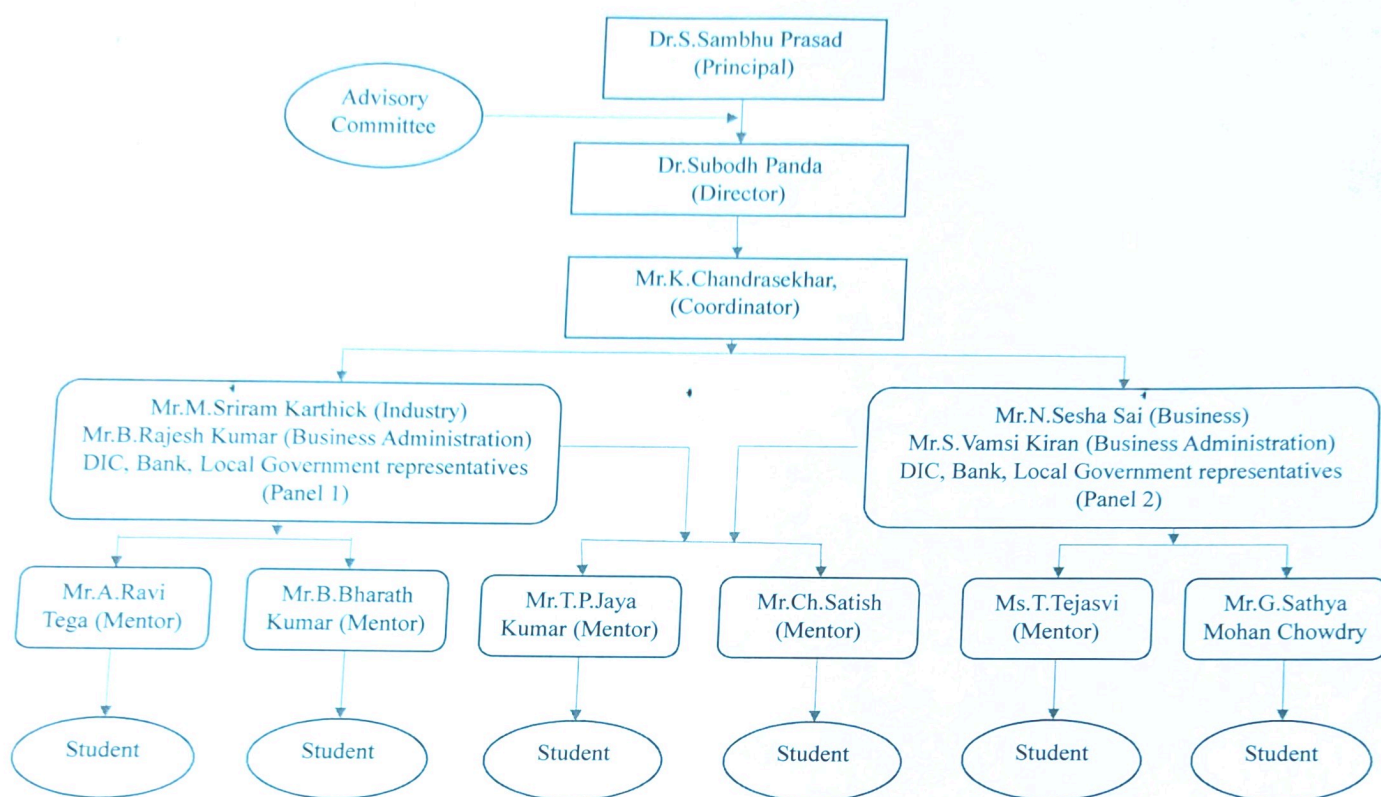 Dr.S.Sambhu Prasad
(Principal)
Advisory
Committee
Dr.Subodh Panda
(Director)
Mr.K.Chandrasekhar,
(Coordinator)
Mr.M.Sriram Karthick (Industry)
Mr.B.Rajesh Kumar (Business Administration)
DIC, Bank, Local Government representatives
(Panel 1)
Mr.N.Sesha Sai (Business)
Mr.S.Vamsi Kiran (Business Administration)
DIC, Bank, Local Government representatives
(Panel 2)
Mr.A.Ravi
Tega (Mentor)
Mr.B.Bharath
Kumar (Mentor)
Mr.T.P.Jaya
Kumar (Mentor)
Mr.Ch.Satish
(Mentor)
Ms.T.Tejasvi
(Mentor)
Mr.G.Sathya
Mohan Chowdry
Student
Student
Student
Student
Student
Student